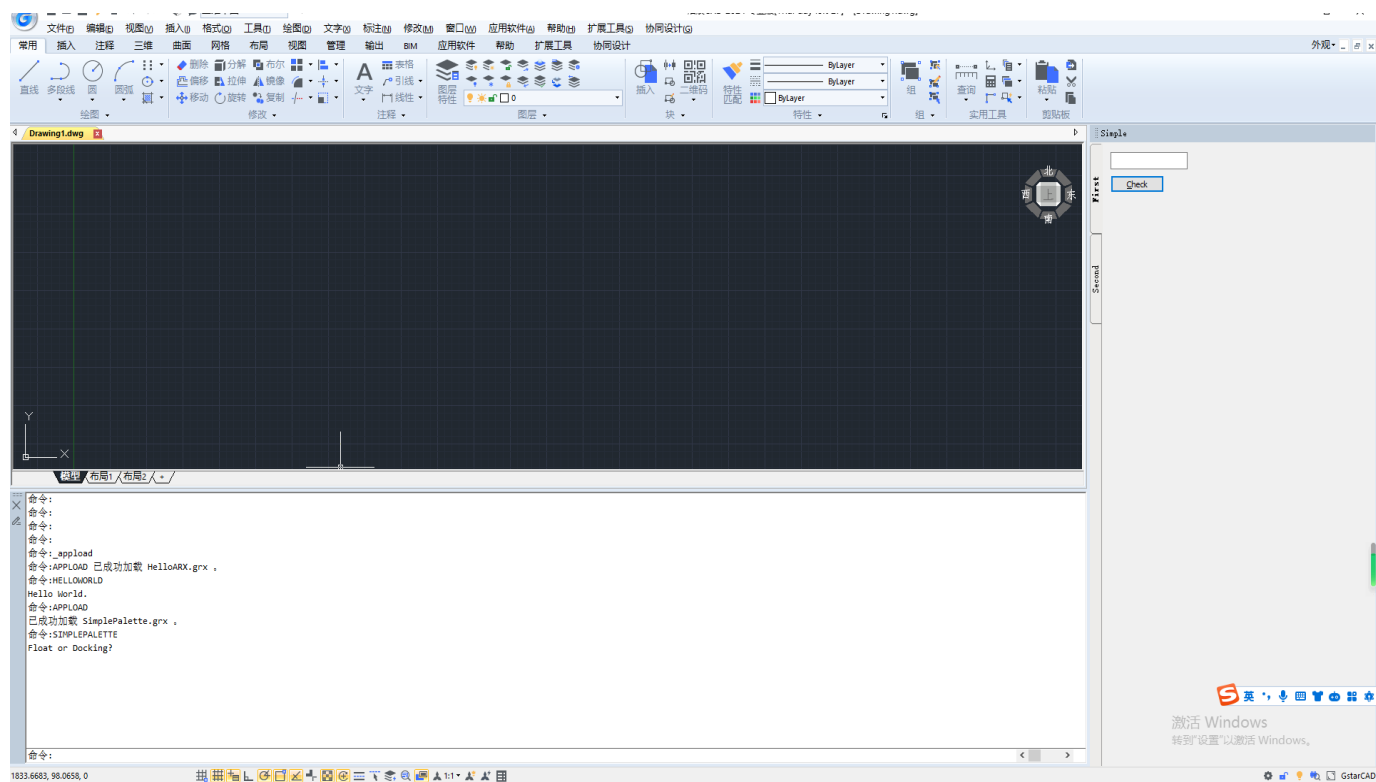 文件(F) 编辑(E) 视图(V) 插入(I) 格式(O) 工具(T) 绘图(D) 文字(X) 标注(N) 修改(M) 窗口(W) 应用软件(A) 帮助(H) 扩展工具(S) 协同设计(G)
常用 插入 注释 三维 曲面 网格 布局 视图 管理 输出 BIM 应用软件 帮助 扩展工具 协同设计 外观
删除 分解 布尔 表格 ByLayer
直线 多段线 圆 圆弧 偏移 拉伸 镜像 文字 引线 图层特性 插入 二维码 特性匹配 ByLayer 组 查询 粘贴
移动 旋转 复制 线性 0 ByLayer
绘图 修改 注释 图层 块 特性 组 实用工具 剪贴板
Drawing1.dwg
Simple
Check
First
Second
北
西 上 东
南
Y
X
模型 布局1 布局2 +
命令:
命令:
命令:
命令:
命令:_appload
命令:APPLOAD 已成功加载 HelloARX.grx 。
命令:HELLOWORLD
Hello World.
命令:APPLOAD
已成功加载 SimplePalette.grx 。
命令:SIMPLEPALETTE
Float or Docking?
英
激活 Windows
转到"设置"以激活 Windows。
命令:
1833.6683, 98.0658, 0 1:1 GstarCAD